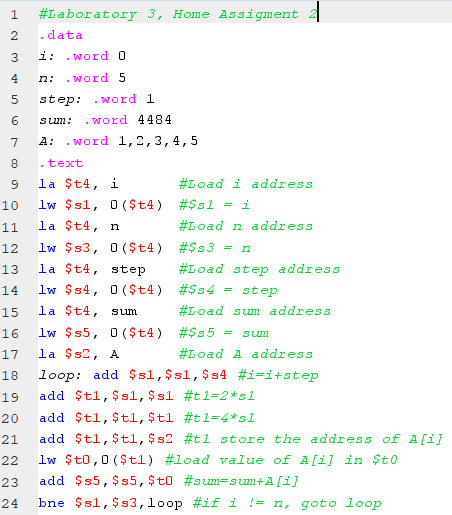 1 #Laboratory 3, Home Assigment 2
2 .data
3 i: .word 0
4 n: .word 5
5 step: .word 1
6 sum: .word 4484
7 A: .word 1,2,3,4,5
8 .text
9 la $t4, i #Load i address
10 lw $s1, 0($t4) #$s1 = i
11 la $t4, n #Load n address
12 lw $s3, 0($t4) #$s3 = n
13 la $t4, step #Load step address
14 lw $s4, 0($t4) #$s4 = step
15 la $t4, sum #Load sum address
16 lw $s5, 0($t4) #$s5 = sum
17 la $s2, A #Load A address
18 loop: add $s1,$s1,$s4 #i=i+step
19 add $t1,$s1,$s1 #t1=2*s1
20 add $t1,$t1,$t1 #t1=4*s1
21 add $t1,$t1,$s2 #t1 store the address of A[i]
22 lw $t0,0($t1) #load value of A[i] in $t0
23 add $s5,$s5,$t0 #sum=sum+A[i]
24 bne $s1,$s3,loop #if i != n, goto loop